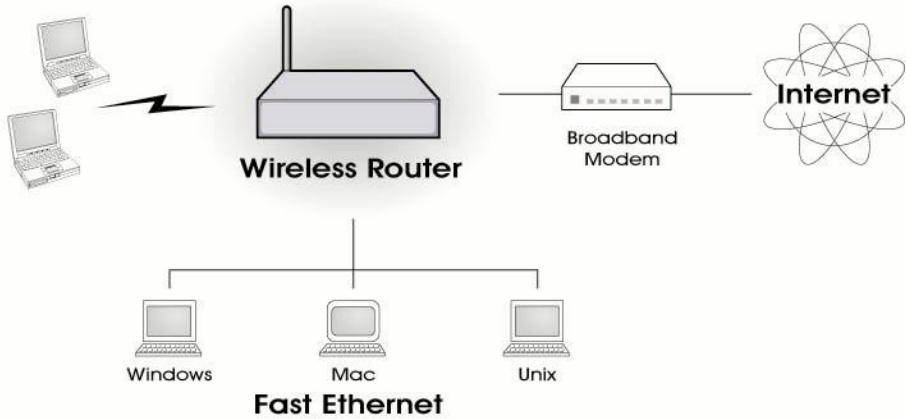 Internet
Broadband
Modem
Wireless Router
Windows
Mac
Unix
Fast Ethernet